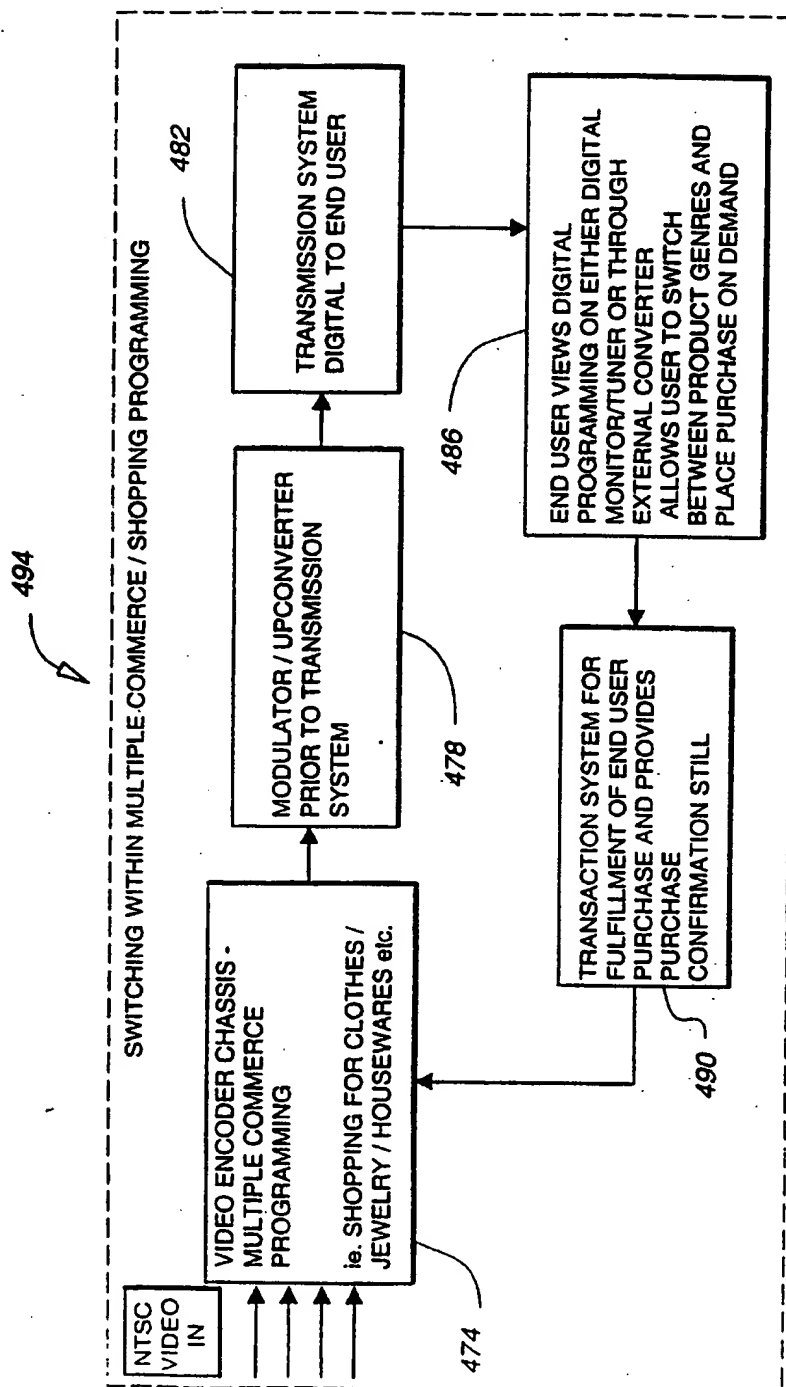 494
SWITCHING WITHIN MULTIPLE COMMERCE / SHOPPING PROGRAMMING
NTSC
VIDEO
IN
VIDEO ENCODER CHASSIS -
MULTIPLE COMMERCE
PROGRAMMING
ie. SHOPPING FOR CLOTHES /
JEWELRY / HOUSEWARES etc.
474
MODULATOR / UPCONVERTER
PRIOR TO TRANSMISSION
SYSTEM
478
TRANSMISSION SYSTEM
DIGITAL TO END USER
482
END USER VIEWS DIGITAL
PROGRAMMING ON EITHER DIGITAL
MONITOR/TUNER OR THROUGH
EXTERNAL CONVERTER
ALLOWS USER TO SWITCH
BETWEEN PRODUCT GENRES AND
PLACE PURCHASE ON DEMAND
486
TRANSACTION SYSTEM FOR
FULFILLMENT OF END USER
PURCHASE AND PROVIDES
PURCHASE
CONFIRMATION STILL
490